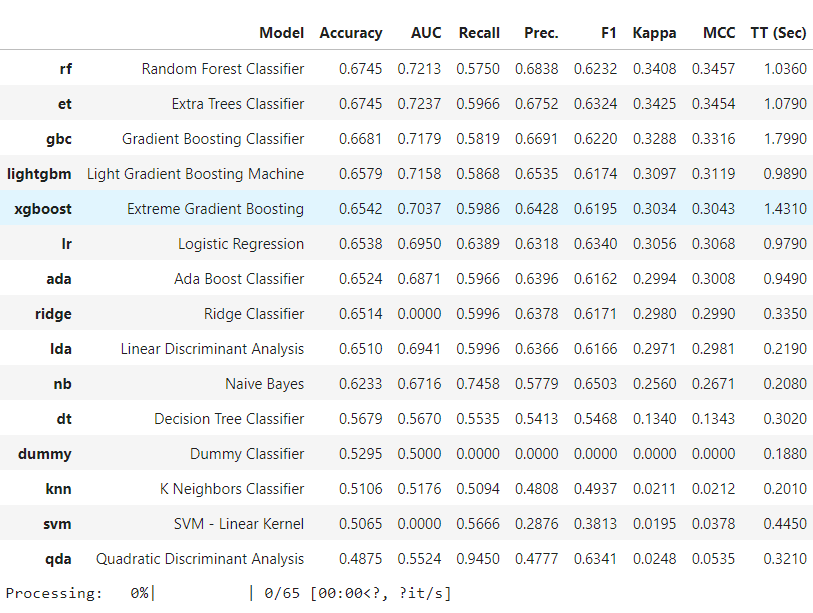 Model Accuracy AUC Recall Prec. F1 Kappa MCC TT (Sec)
rf Random Forest Classifier 0.6745 0.7213 0.5750 0.6838 0.6232 0.3408 0.3457 1.0360
et Extra Trees Classifier 0.6745 0.7237 0.5966 0.6752 0.6324 0.3425 0.3454 1.0790
gbc Gradient Boosting Classifier 0.6681 0.7179 0.5819 0.6691 0.6220 0.3288 0.3316 1.7990
lightgbm Light Gradient Boosting Machine 0.6579 0.7158 0.5868 0.6535 0.6174 0.3097 0.3119 0.9890
xgboost Extreme Gradient Boosting 0.6542 0.7037 0.5986 0.6428 0.6195 0.3034 0.3043 1.4310
lr Logistic Regression 0.6538 0.6950 0.6389 0.6318 0.6340 0.3056 0.3068 0.9790
ada Ada Boost Classifier 0.6524 0.6871 0.5966 0.6396 0.6162 0.2994 0.3008 0.9490
ridge Ridge Classifier 0.6514 0.0000 0.5996 0.6378 0.6171 0.2980 0.2990 0.3350
lda Linear Discriminant Analysis 0.6510 0.6941 0.5996 0.6366 0.6166 0.2971 0.2981 0.2190
nb Naive Bayes 0.6233 0.6716 0.7458 0.5779 0.6503 0.2560 0.2671 0.2080
dt Decision Tree Classifier 0.5679 0.5670 0.5535 0.5413 0.5468 0.1340 0.1343 0.3020
dummy Dummy Classifier 0.5295 0.5000 0.0000 0.0000 0.0000 0.0000 0.0000 0.1880
knn K Neighbors Classifier 0.5106 0.5176 0.5094 0.4808 0.4937 0.0211 0.0212 0.2010
svm SVM - Linear Kernel 0.5065 0.0000 0.5666 0.2876 0.3813 0.0195 0.0378 0.4450
qda Quadratic Discriminant Analysis 0.4875 0.5524 0.9450 0.4777 0.6341 0.0248 0.0535 0.3210
Processing: 0%| | 0/65 [00:00<?, ?it/s]